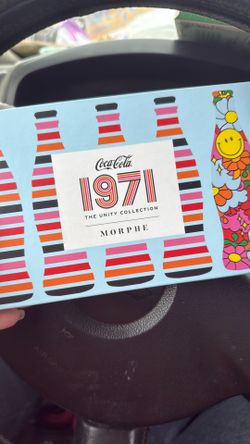 Coca-Cola
1971
THE UNITY COLLECTION
MORPHE